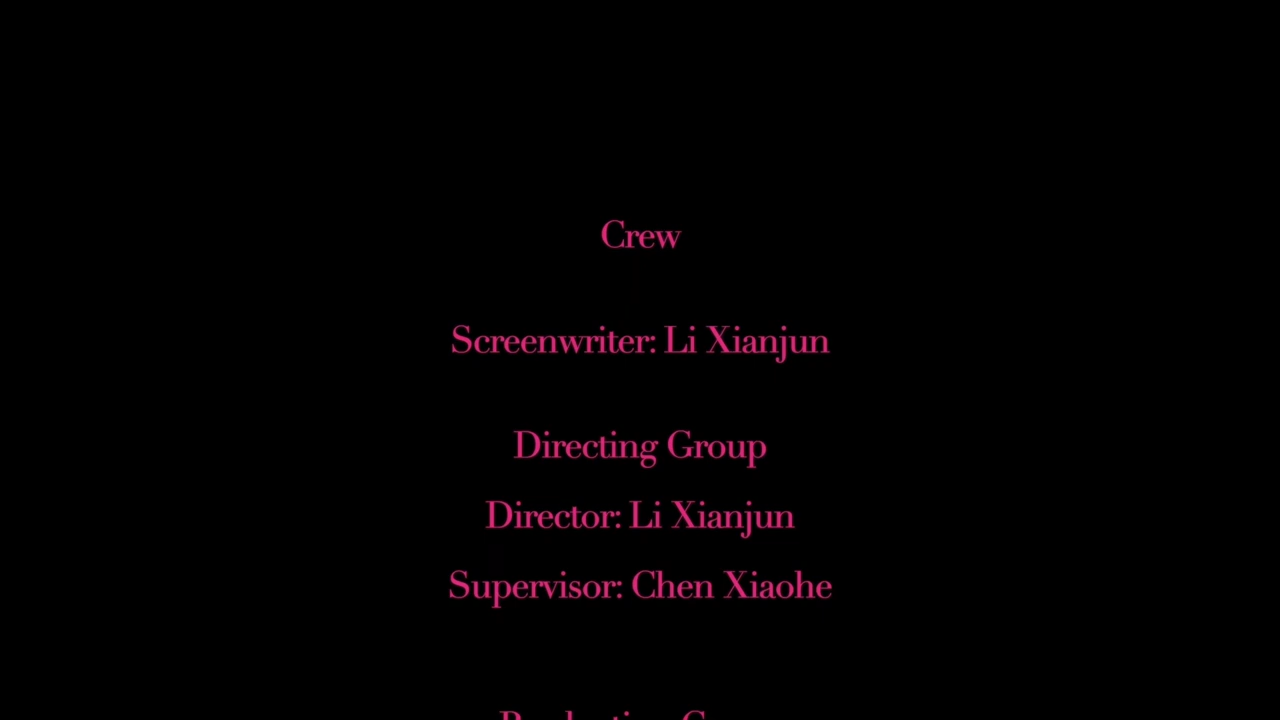 Crew
Screenwriter: Li Xianjun
Directing Group
Director: Li Xianjun
Supervisor: Chen Xiaohe